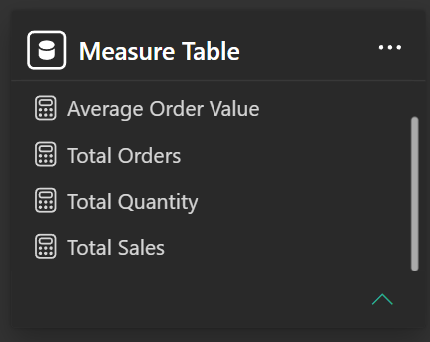 Measure Table
Average Order Value
Total Orders
Total Quantity
Total Sales